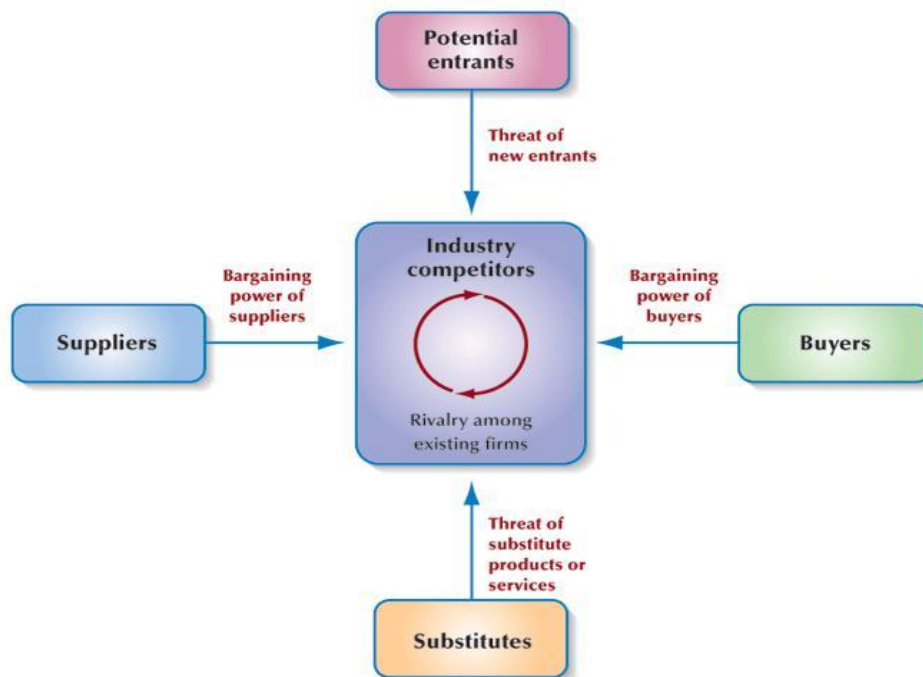 Potential
entrants
Threat of
new entrants
Industry
competitors
Bargaining
power of
suppliers
Bargaining
power of
buyers
Suppliers
Buyers
Rivalry among
existing firms
Threat of
substitute
products or
services
Substitutes